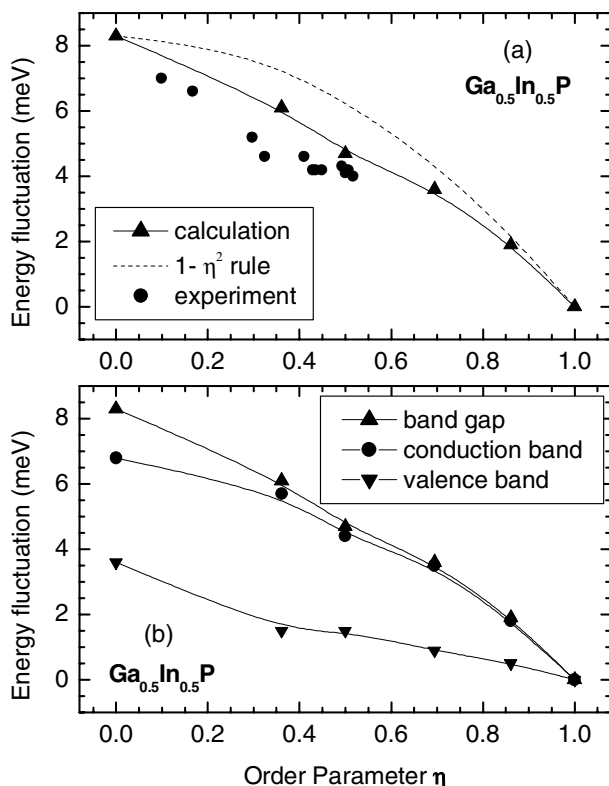 (a)
Ga0.5In0.5P
Energy fluctuation (meV)
8
6
4
2
0
calculation
1- η² rule
experiment
0.0 0.2 0.4 0.6 0.8 1.0
band gap
conduction band
valence band
Energy fluctuation (meV)
8
6
4
2
0
(b)
Ga0.5In0.5P
0.0 0.2 0.4 0.6 0.8 1.0
Order Parameter η